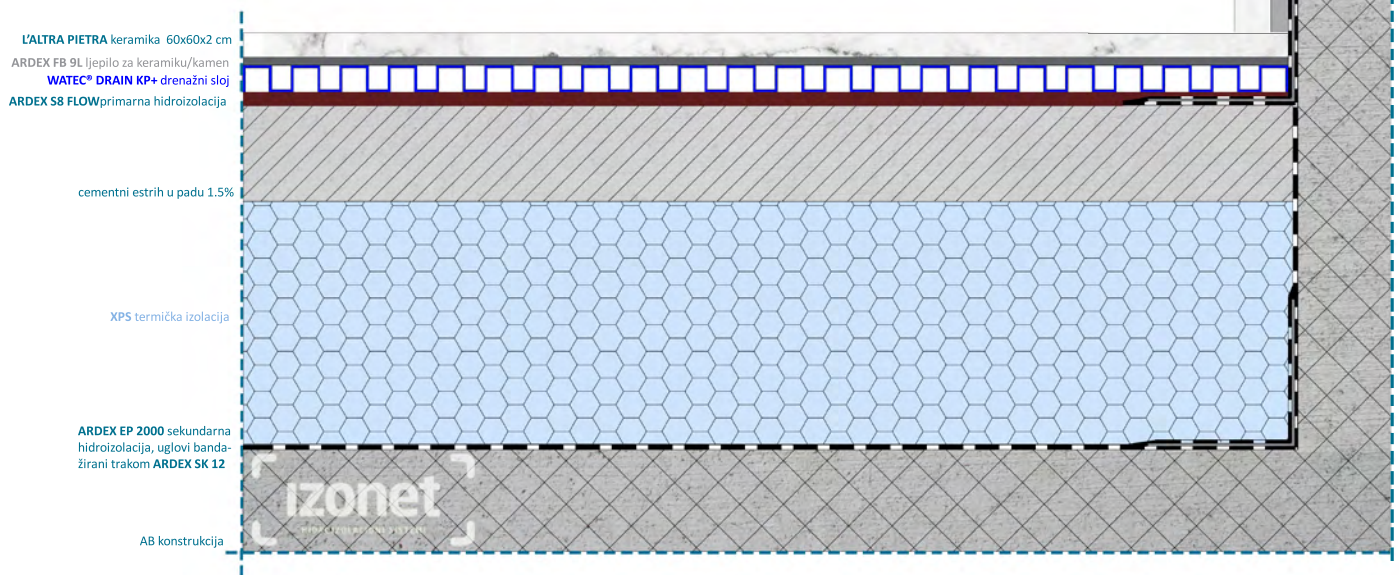 L'ALTRA PIETRA keramika 60x60x2 cm
ARDEX FB 9L ljepilo za keramiku/kamen
WATEC® DRAIN KP+ drenažni sloj
ARDEX S8 FLOWprimarna hidroizolacija
cementni estrih u padu 1.5%
XPS termička izolacija
ARDEX EP 2000 sekundarna
hidroizolacija, uglovi banda-
žirani trakom ARDEX SK 12
izonet
HIDROIZOLACIONI SISTEMI
AB konstrukcija